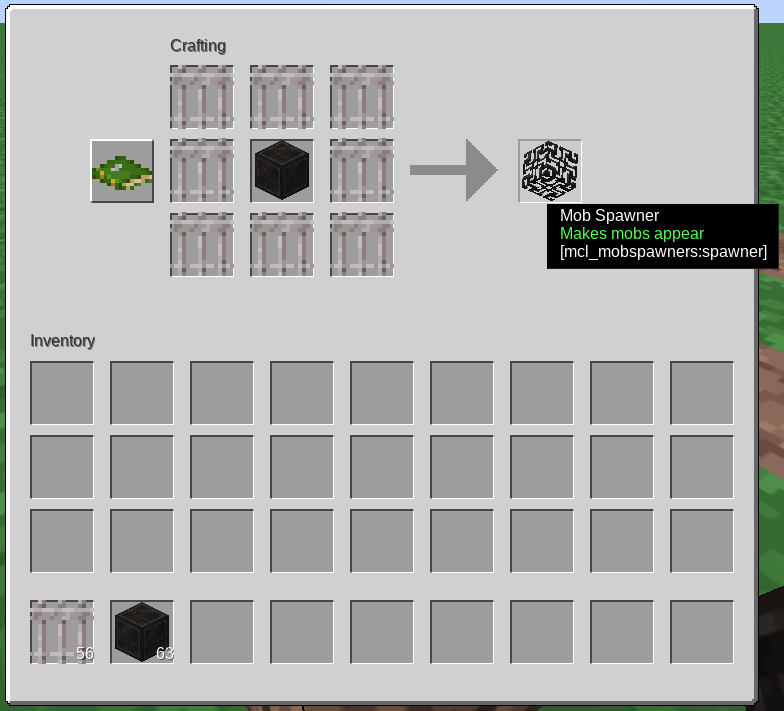 Crafting
Mob Spawner
Makes mobs appear
[mcl_mobspawners:spawner]
Inventory
56
63